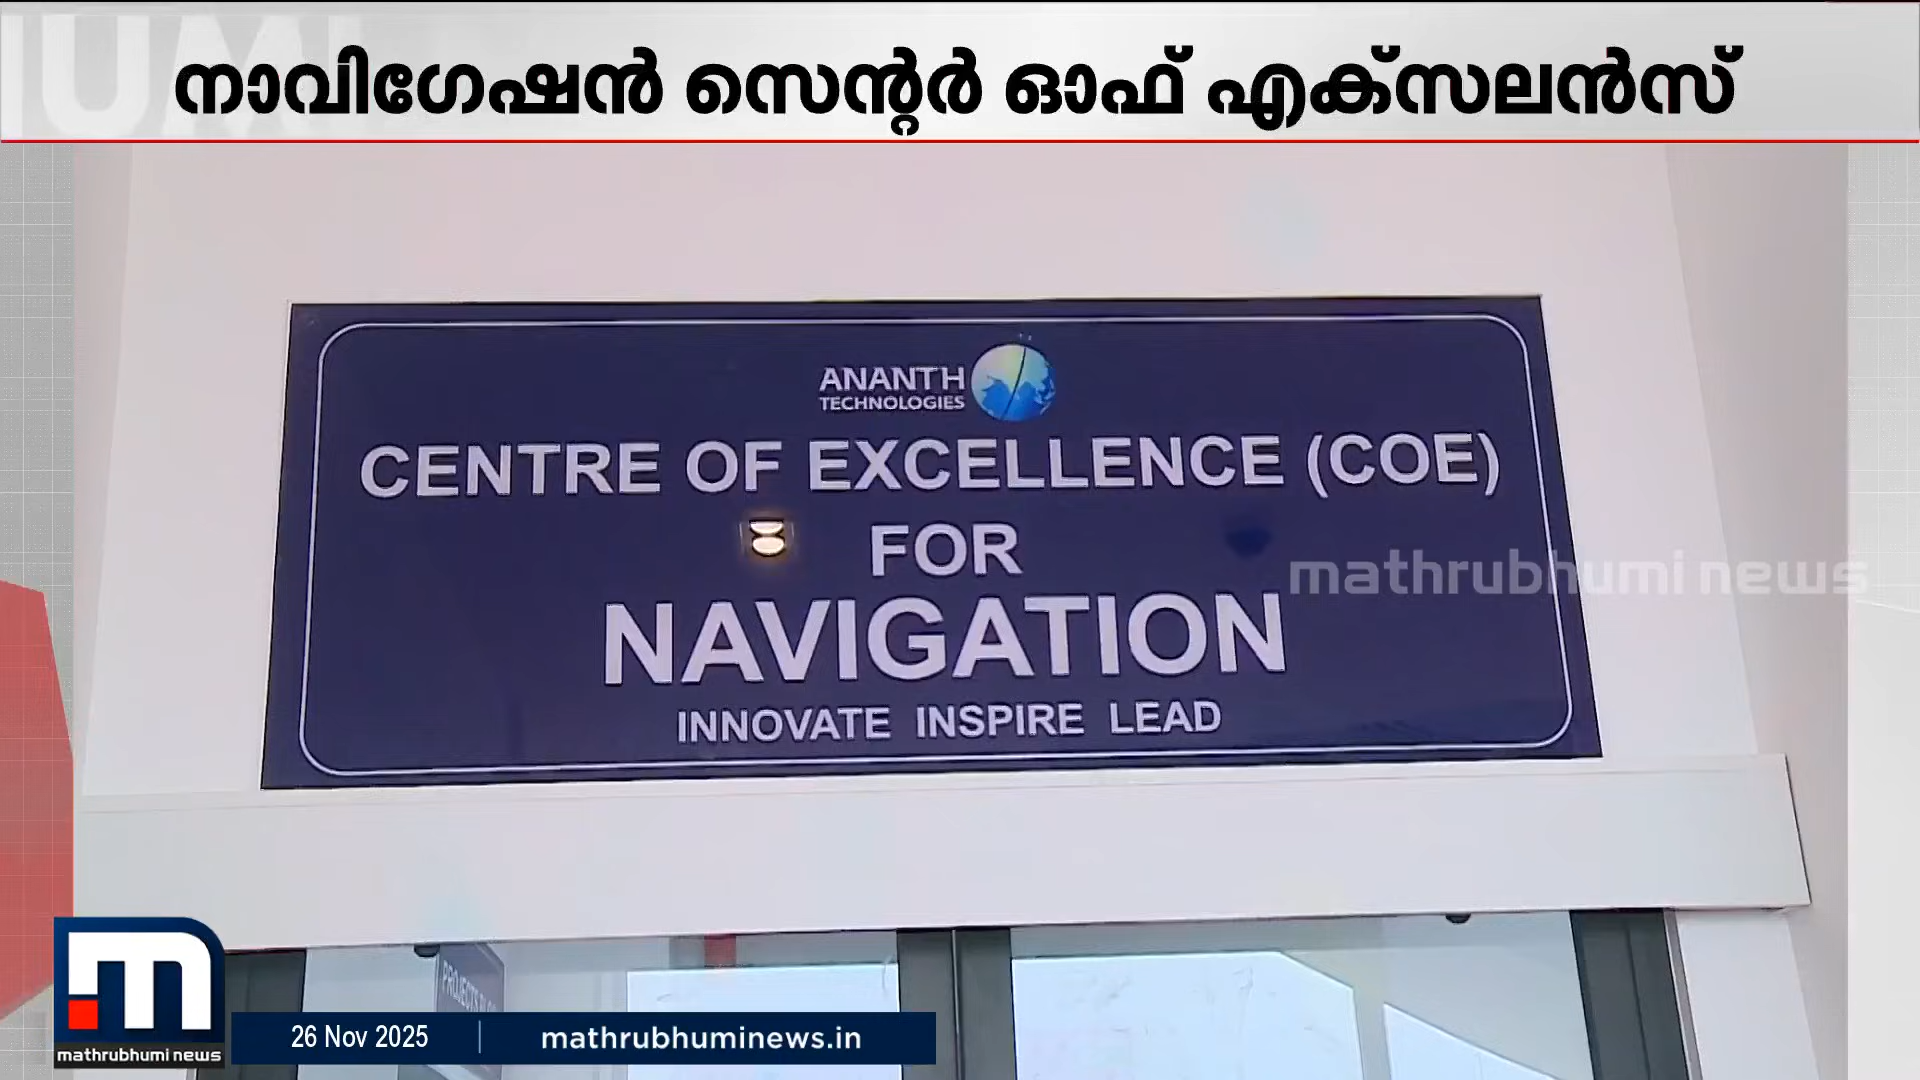 നാവിഗേഷൻ സെന്റർ ഓഫ് എക്സലൻസ്
ANANTH
TECHNOLOGIES
CENTRE OF EXCELLENCE (COE)
FOR
NAVIGATION
INNOVATE INSPIRE LEAD
mathrubhumi news
PROJECTS
mathrubhumi news
26 Nov 2025
mathrubhuminews.in